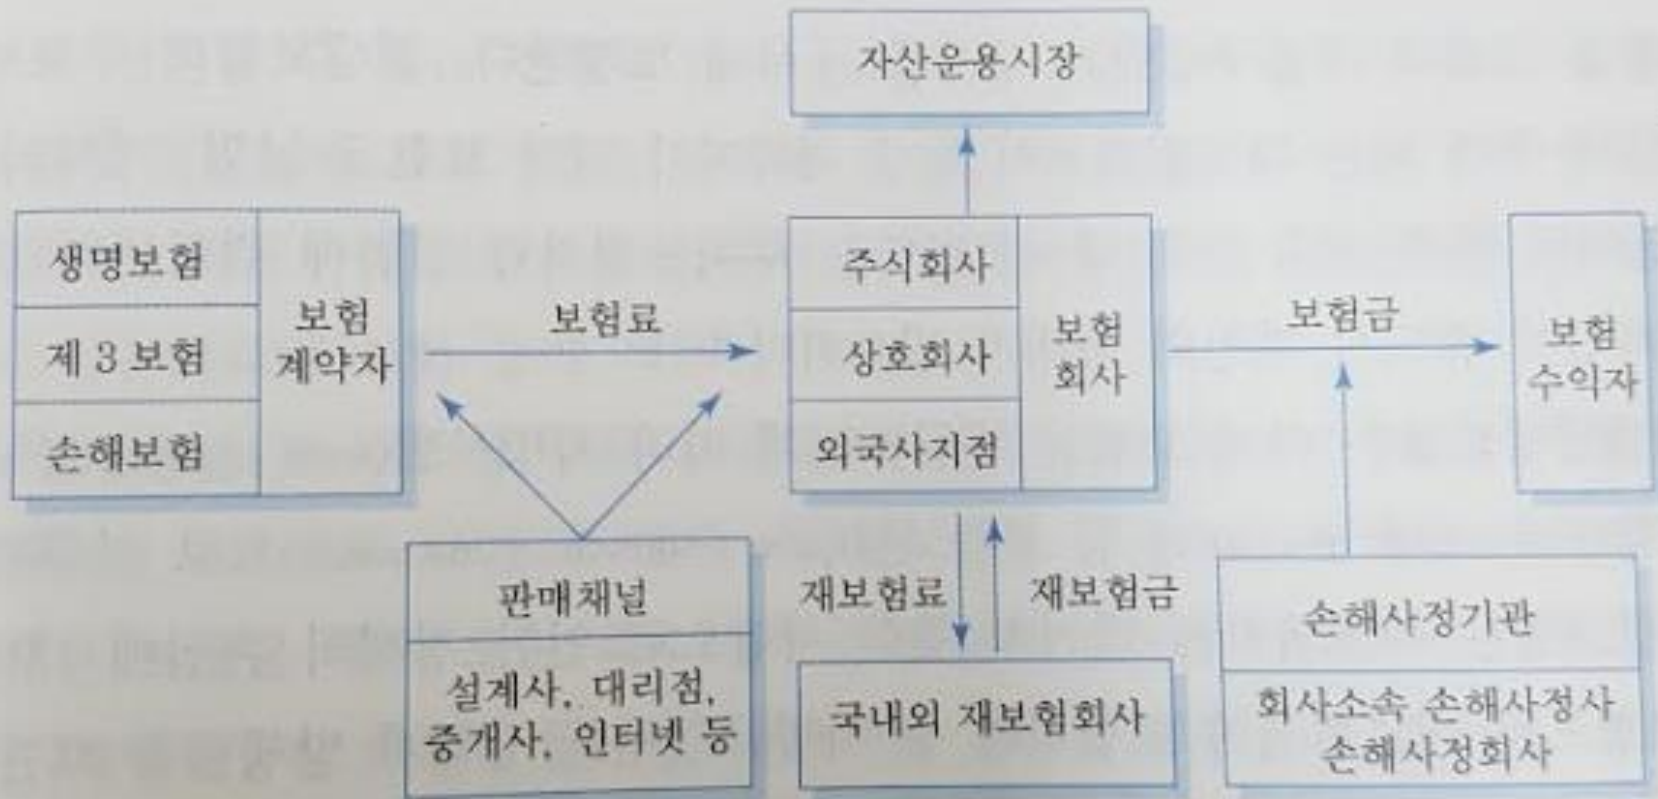 자산운용시장
생명보험
제 3 보험
손해보험
보험
계약자
보험료
주식회사
상호회사
외국사지점
보험
회사
보험금
보험
수익자
판매채널
설계사, 대리점,
중개사, 인터넷 등
재보험료
재보험금
국내외 재보험회사
손해사정기관
회사소속 손해사정사
손해사정회사